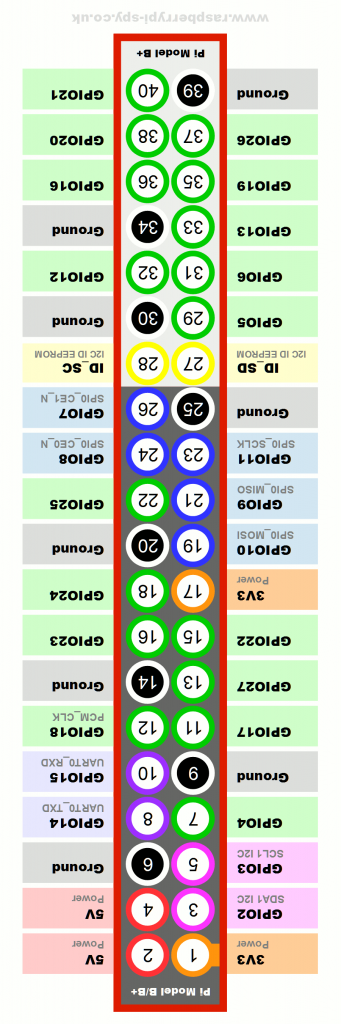 Pi Model B/B+
3V3 1 2 5V
Power Power
GPIO2 3 4 5V
SDA1 I2C Power
GPIO3 5 6 Ground
SCL1 I2C
GPIO4 7 8 GPIO14
UART0_TXD
Ground 9 10 GPIO15
UART0_RXD
GPIO17 11 12 GPIO18
PCM_CLK
GPIO27 13 14 Ground
GPIO22 15 16 GPIO23
3V3 17 18 GPIO24
Power
GPIO10 19 20 Ground
SPI0_MOSI
GPIO9 21 22 GPIO25
SPI0_MISO
GPIO11 23 24 GPIO8
SPI0_SCLK SPI0_CE0_N
Ground 25 26 GPIO7
SPI0_CE1_N
ID_SD 27 28 ID_SC
I2C ID EEPROM I2C ID EEPROM
GPIO5 29 30 Ground
GPIO6 31 32 GPIO12
GPIO13 33 34 Ground
GPIO19 35 36 GPIO16
GPIO26 37 38 GPIO20
Ground 39 40 GPIO21
Pi Model B+
www.raspberrypi-spy.co.uk